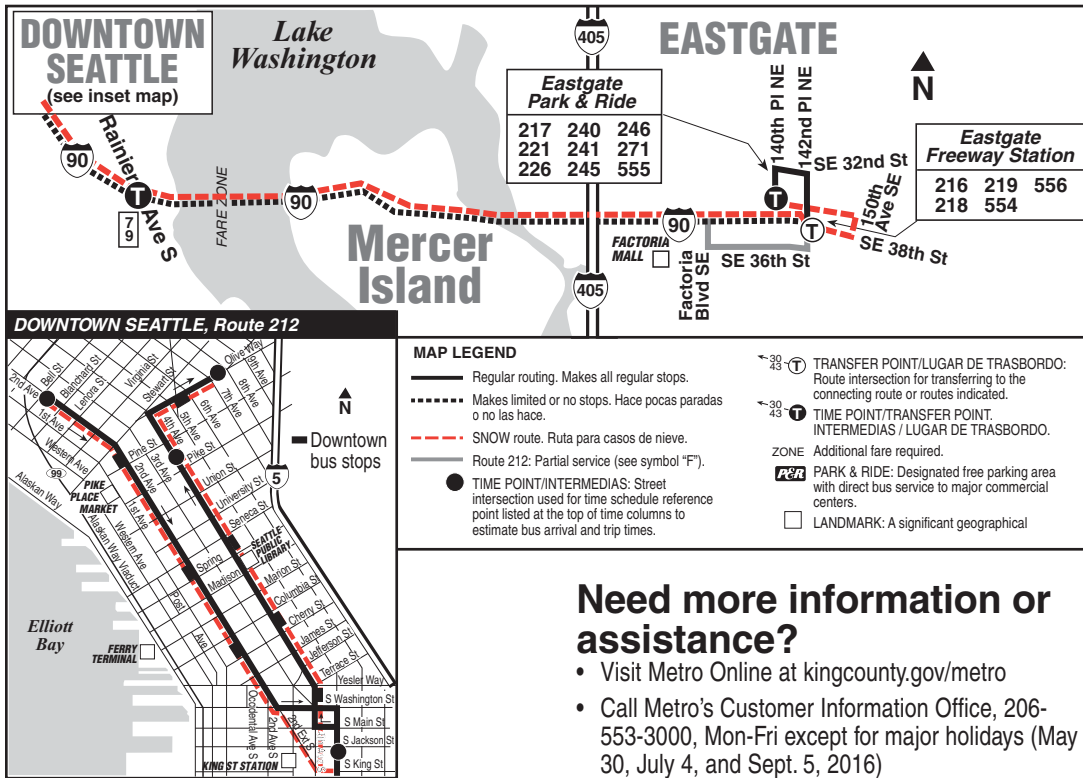 DOWNTOWN
SEATTLE
(see inset map)
Lake
Washington
405
EASTGATE
N
Eastgate
Park & Ride
217 240 246
221 241 271
226 245 555
140th Pl NE
142nd Pl NE
SE 32nd St
150th
Ave SE
Eastgate
Freeway Station
216 219 556
218 554
90
Rainier
Ave S
T
7
9
FARE ZONE
90
Mercer
Island
FACTORIA
MALL
90
Factoria
Blvd SE
SE 36th St
T
T
SE 38th St
405
DOWNTOWN SEATTLE, Route 212
2nd Ave
Bell St
Blanchard St
Lenora St
Virginia St
Stewart St
Olive Way
9th Ave
8th Ave
7th Ave
6th Ave
5th Ave
4th Ave
1st Ave
Western Ave
Alaskan Way
99
PIKE
PLACE
MARKET
Pine St
3rd Ave
2nd Ave
1st Ave
Pike St
Union St
University St
Seneca St
N
Downtown
bus stops
5
Western Ave
Alaskan Way Viaduct
Spring
Madison
SEATTLE
PUBLIC
LIBRARY
Marion St
Columbia St
Cherry St
James St
Jefferson St
Terrace St
Yesler Way
Post
Ave
Elliott
Bay
FERRY
TERMINAL
Occidental Ave S
2nd Ave S
2nd Ext S
S Washington St
S Main St
S Jackson St
S King St
KING ST STATION
MAP LEGEND
Regular routing. Makes all regular stops.
Makes limited or no stops. Hace pocas paradas
o no las hace.
SNOW route. Ruta para casos de nieve.
Route 212: Partial service (see symbol “F”).
TIME POINT/INTERMEDIAS: Street
intersection used for time schedule reference
point listed at the top of time columns to
estimate bus arrival and trip times.
30
43 T TRANSFER POINT/LUGAR DE TRASBORDO:
Route intersection for transferring to the
connecting route or routes indicated.
30
43 T TIME POINT/TRANSFER POINT.
INTERMEDIAS / LUGAR DE TRASBORDO.
ZONE Additional fare required.
P&R PARK & RIDE: Designated free parking area
with direct bus service to major commercial
centers.
LANDMARK: A significant geographical
Need more information or
assistance?
• Visit Metro Online at kingcounty.gov/metro
• Call Metro’s Customer Information Office, 206-
553-3000, Mon-Fri except for major holidays (May
30, July 4, and Sept. 5, 2016)